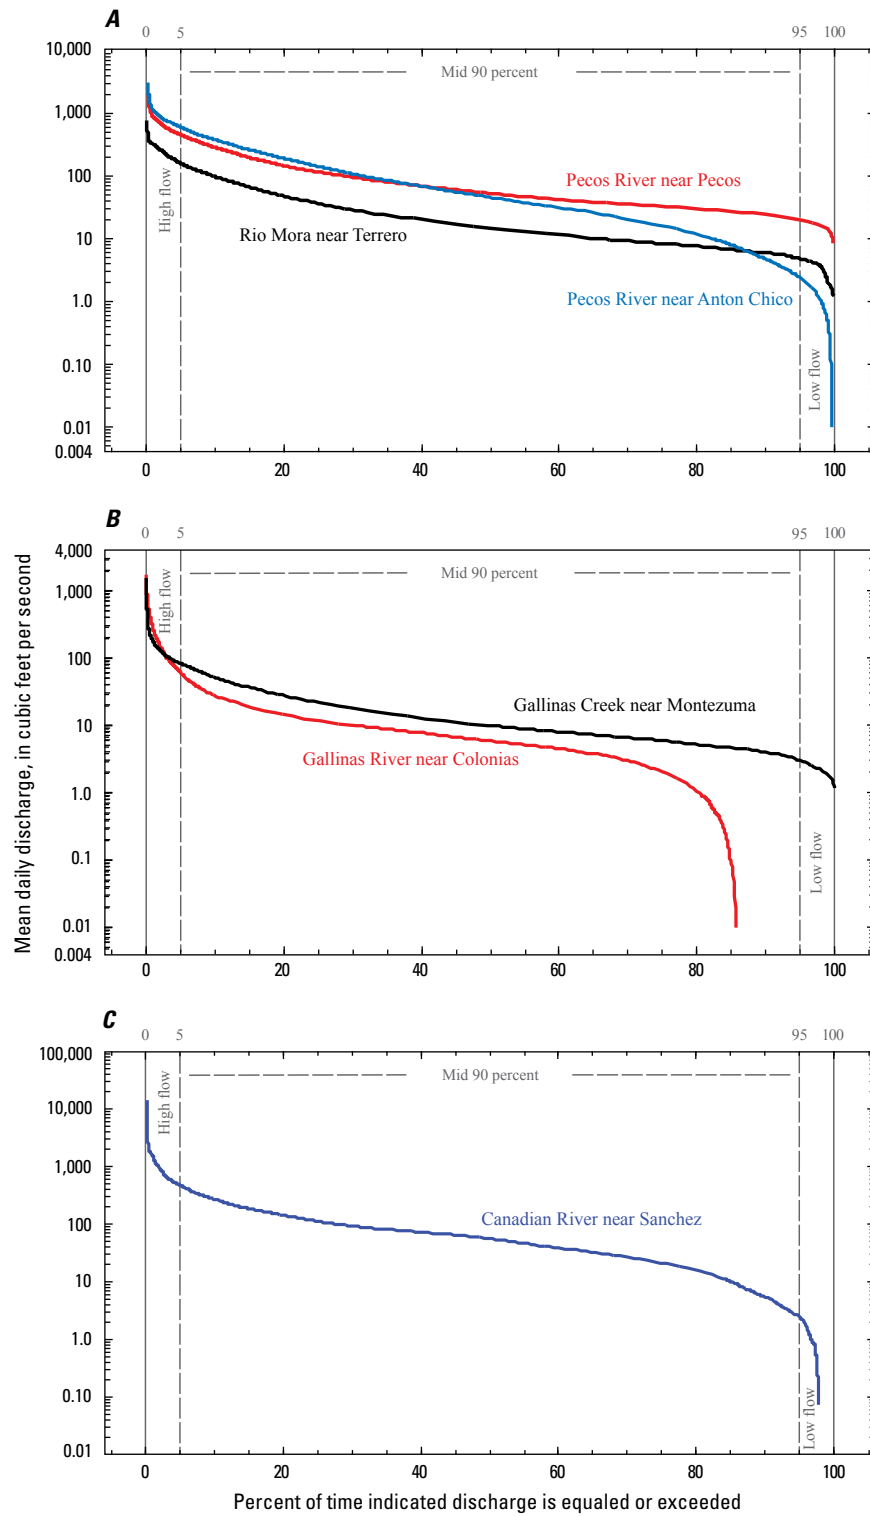 A
0 5 95 100
10,000
Mid 90 percent
1,000
High flow
Pecos River near Pecos
100
Rio Mora near Terrero
10
Pecos River near Anton Chico
1.0
0.10
Low flow
0.01
0.004
0 20 40 60 80 100
B
0 5 95 100
4,000
Mid 90 percent
1,000
High flow
100
Gallinas Creek near Montezuma
10
Gallinas River near Colonias
1.0
0.1
Low flow
0.01
0.004
0 20 40 60 80 100
Mean daily discharge, in cubic feet per second
C
0 5 95 100
100,000
Mid 90 percent
High flow
10,000
1,000
Canadian River near Sanchez
100
10
1.0
0.10
Low flow
0.01
0 20 40 60 80 100
Percent of time indicated discharge is equaled or exceeded